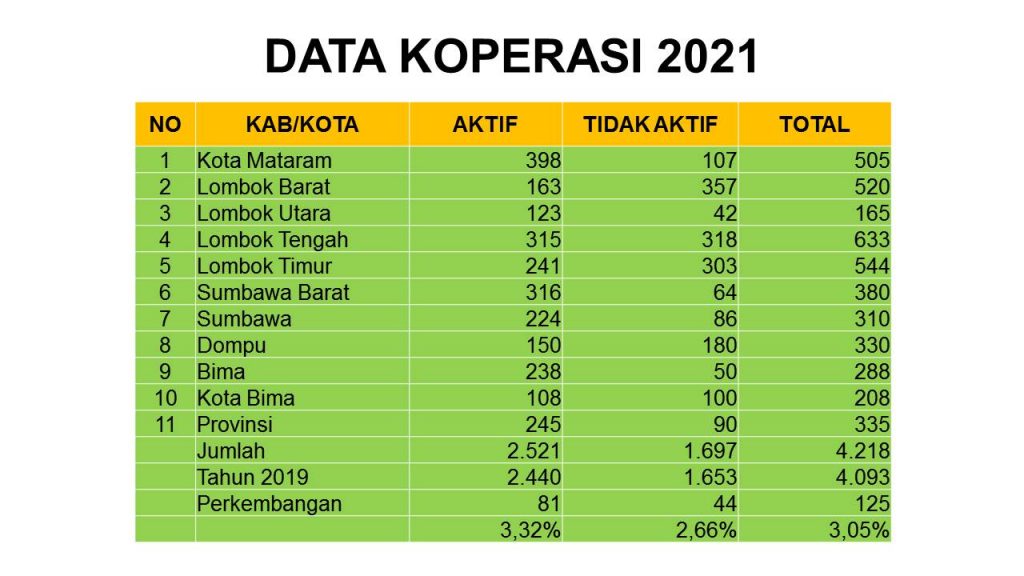 DATA KOPERASI 2021
NO KAB/KOTA AKTIF TIDAK AKTIF TOTAL
1 Kota Mataram 398 107 505
2 Lombok Barat 163 357 520
3 Lombok Utara 123 42 165
4 Lombok Tengah 315 318 633
5 Lombok Timur 241 303 544
6 Sumbawa Barat 316 64 380
7 Sumbawa 224 86 310
8 Dompu 150 180 330
9 Bima 238 50 288
10 Kota Bima 108 100 208
11 Provinsi 245 90 335
Jumlah 2.521 1.697 4.218
Tahun 2019 2.440 1.653 4.093
Perkembangan 81 44 125
3,32% 2,66% 3,05%